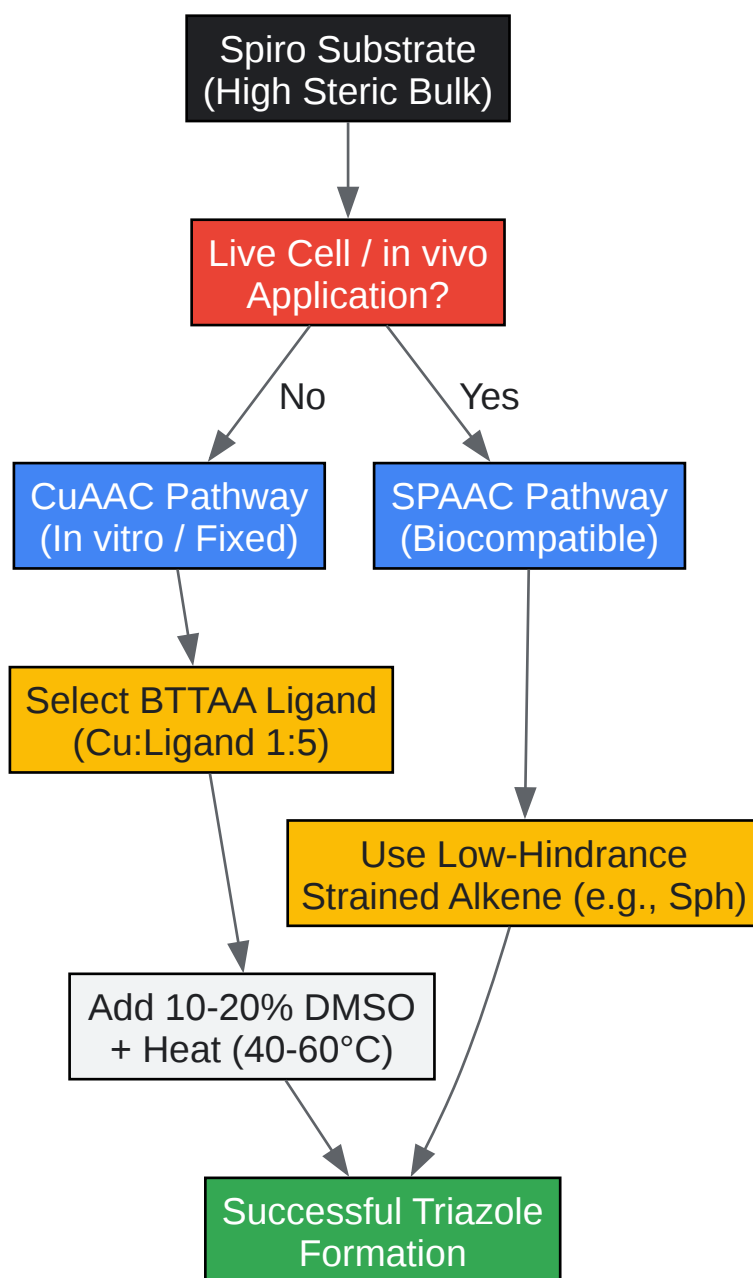 Spiro Substrate
(High Steric Bulk)
Live Cell / in vivo
Application?
No
Yes
CuAAC Pathway
(In vitro / Fixed)
SPAAC Pathway
(Biocompatible)
Select BTTAA Ligand
(Cu:Ligand 1:5)
Use Low-Hindrance
Strained Alkene (e.g., Sph)
Add 10-20% DMSO
+ Heat (40-60°C)
Successful Triazole
Formation